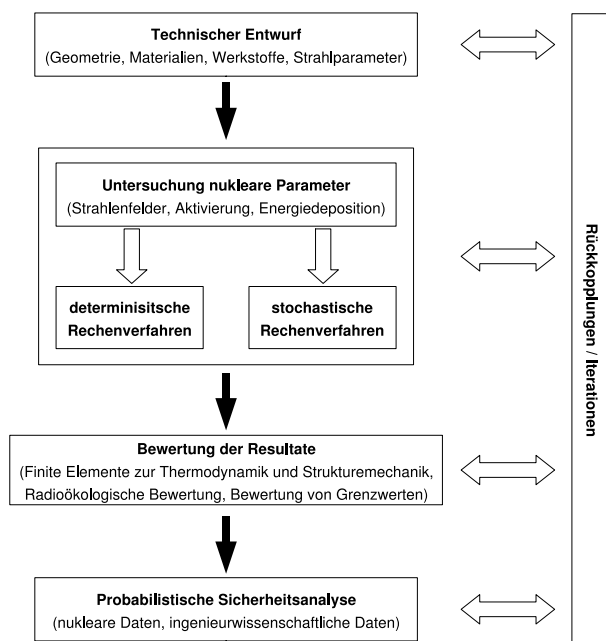 Technischer Entwurf
(Geometrie, Materialien, Werkstoffe, Strahlparameter)
Untersuchung nukleare Parameter
(Strahlenfelder, Aktivierung, Energiedeposition)
determinisitsche
Rechenverfahren
stochastische
Rechenverfahren
Bewertung der Resultate
(Finite Elemente zur Thermodynamik und Strukturemechanik,
Radioökologische Bewertung, Bewertung von Grenzwerten)
Probabilistische Sicherheitsanalyse
(nukleare Daten, ingenieurwissenschaftliche Daten)
Rückkopplungen / Iterationen